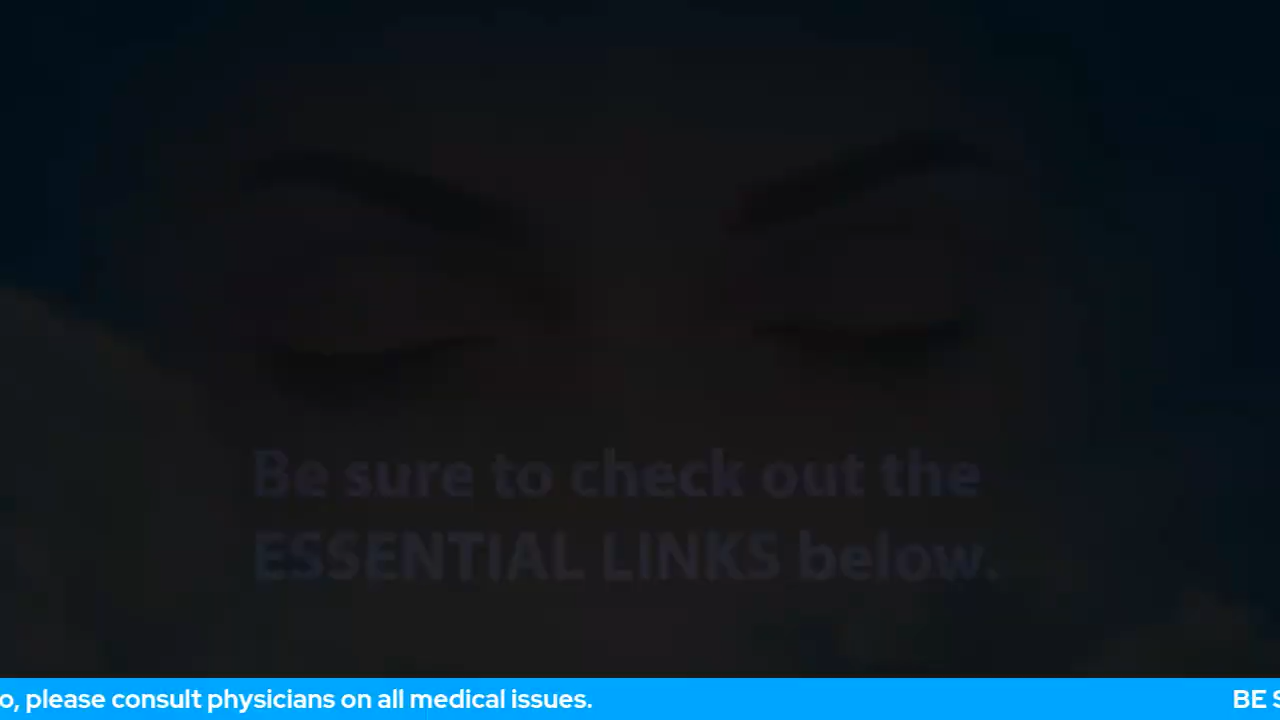 Be sure to check out the
ESSENTIAL LINKS below.
o, please consult physicians on all medical issues.
BE S